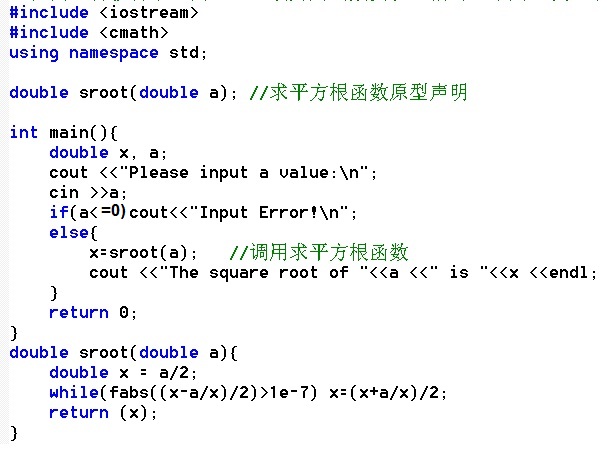 #include <iostream>
#include <cmath>
using namespace std;
double sroot(double a); //求平方根函数原型声明
int main(){
double x, a;
cout <<"Please input a value:\n";
cin >>a;
if(a<=0)cout<<"Input Error!\n";
else{
x=sroot(a); //调用求平方根函数
cout <<"The square root of "<<a <<" is "<<x <<endl;
}
return 0;
}
double sroot(double a){
double x = a/2;
while(fabs((x-a/x)/2)>1e-7) x=(x+a/x)/2;
return (x);
}